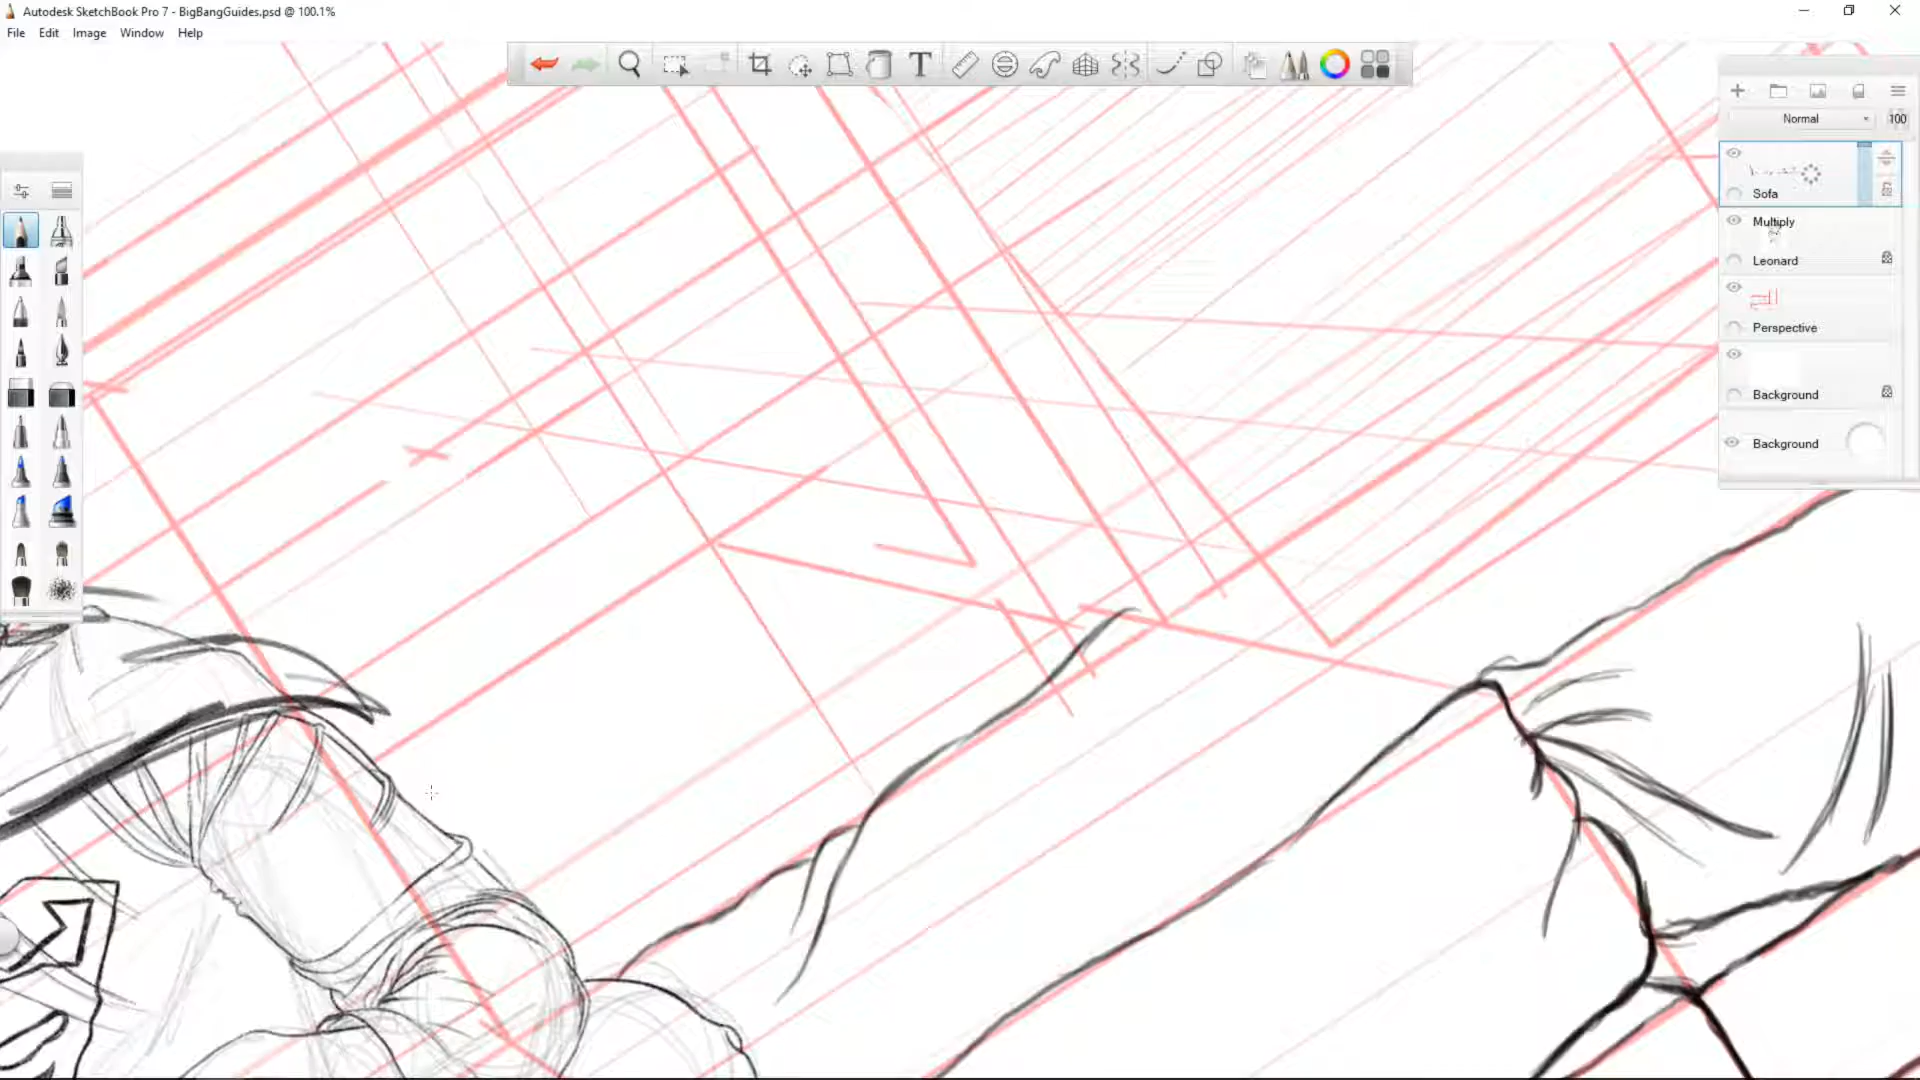 Autodesk SketchBook Pro 7 - BigBangGuides.psd @ 100.1%
File Edit Image Window Help
Normal 100
Sofa
Multiply
Leonard
Perspective
Background
Background